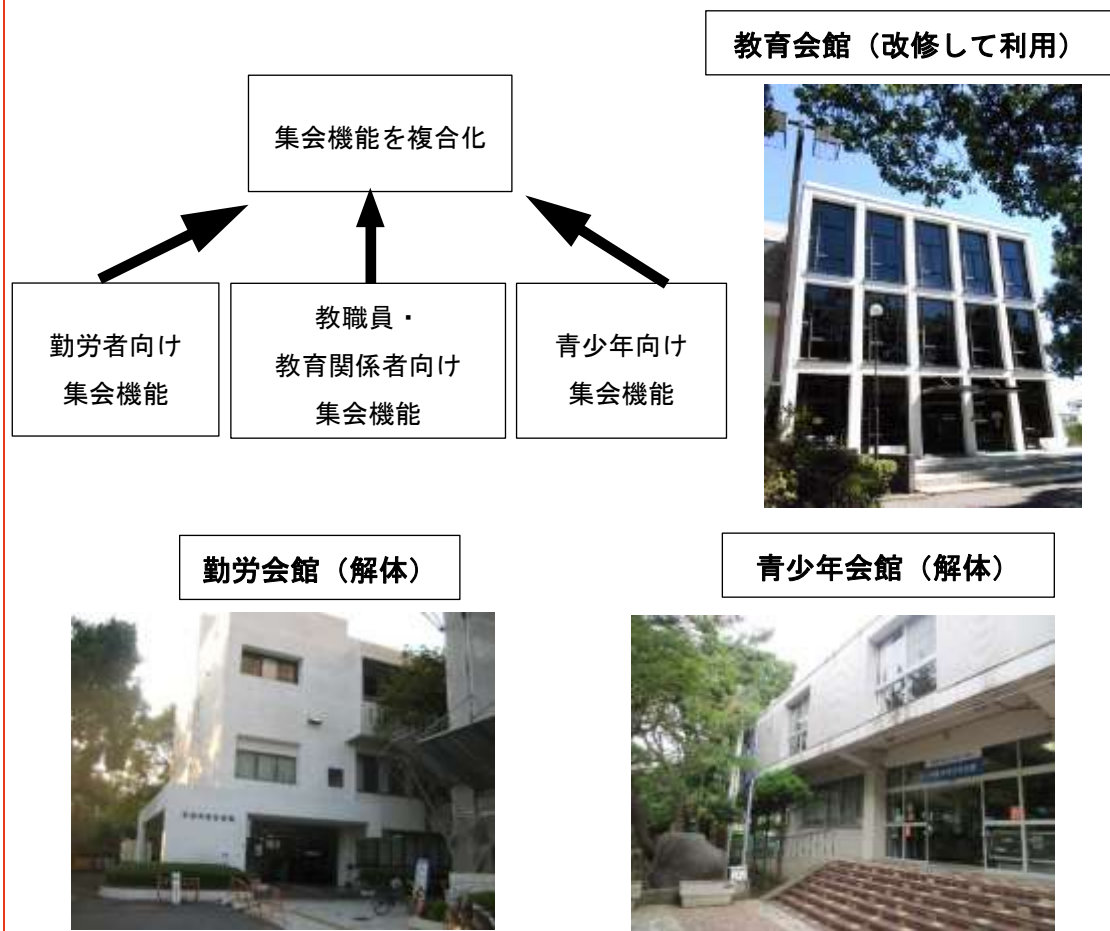 教育会館（改修して利用）
集会機能を複合化
勤労者向け
集会機能
教職員・
教育関係者向け
集会機能
青少年向け
集会機能
勤労会館（解体）
青少年会館（解体）